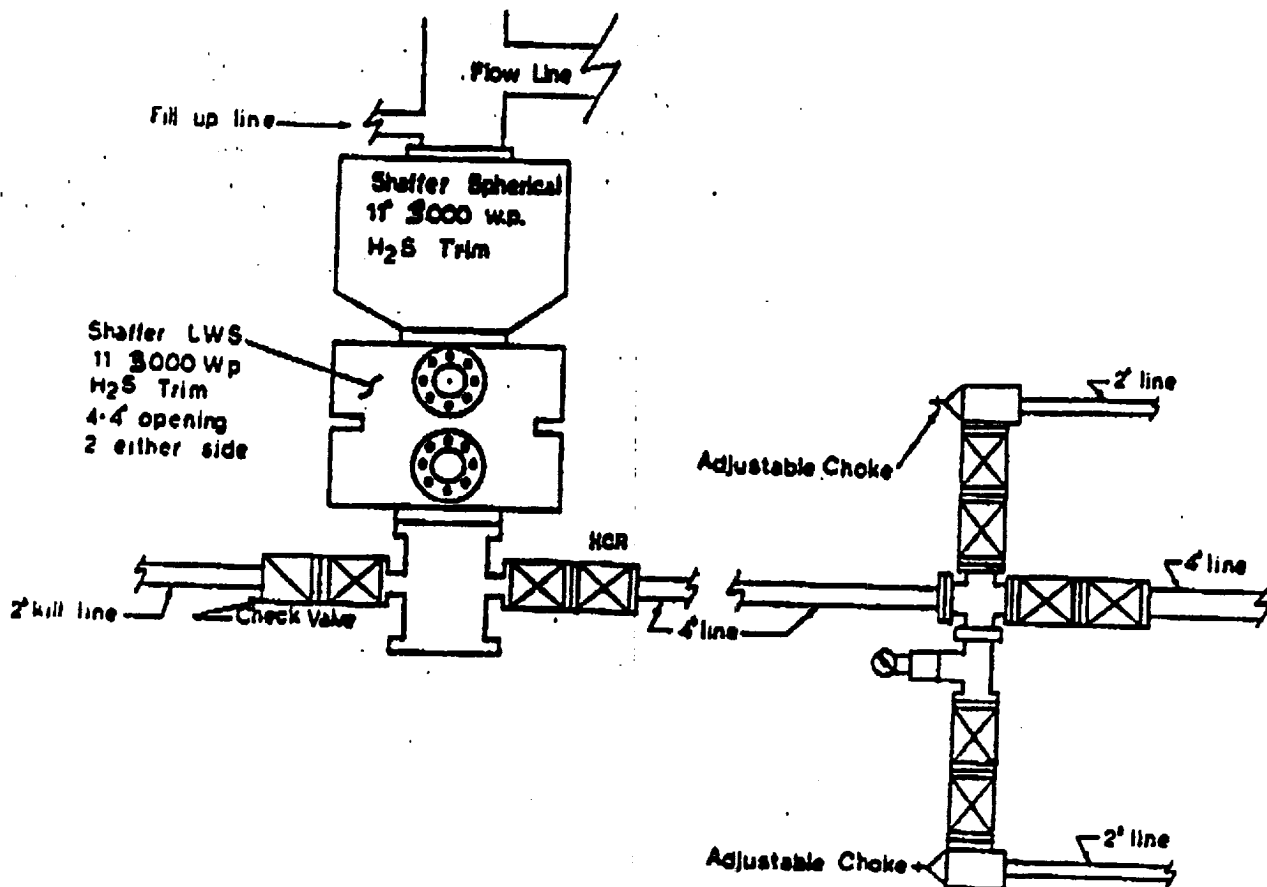 Flow Line
Fill up line
Shaffer Spherical
11" 3000 w.p.
H₂S Trim
Shaffer LWS
11 3000 Wp
H₂S Trim
4-4" opening
2 either side
2" line
Adjustable Choke
HCR
4" line
2" kill line
Check Valve
4" line
Adjustable Choke
2" line